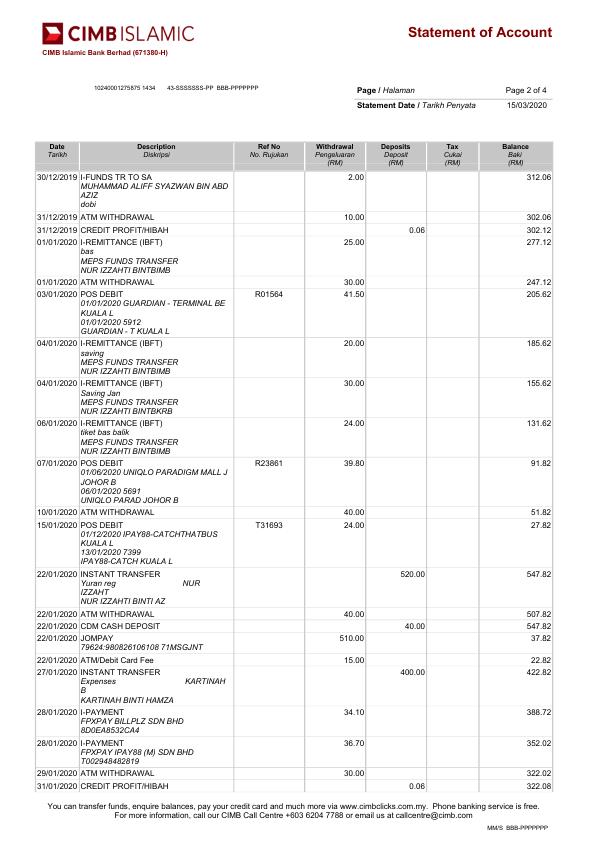 CIMB ISLAMIC
Statement of Account
CIMB Islamic Bank Berhad (671380-H)
10240001275875 1434 43-SSSSSSS-PP BBB-PPPPPPP
Page / Halaman Page 2 of 4
Statement Date / Tarikh Penyata 15/03/2020
Date Description Ref No Withdrawal Deposits Tax Balance
Tarikh Diskripsi No. Rujukan Pengeluaran Deposit Cukai Baki
(RM) (RM) (RM) (RM)
30/12/2019 I-FUNDS TR TO SA 2.00 312.06
MUHAMMAD ALIFF SYAZWAN BIN ABD
AZIZ
dobi
31/12/2019 ATM WITHDRAWAL 10.00 302.06
31/12/2019 CREDIT PROFIT/HIBAH 0.06 302.12
01/01/2020 I-REMITTANCE (IBFT) 25.00 277.12
bas
MEPS FUNDS TRANSFER
NUR IZZAHTI BINTBIMB
01/01/2020 ATM WITHDRAWAL 30.00 247.12
03/01/2020 POS DEBIT R01564 41.50 205.62
01/01/2020 GUARDIAN - TERMINAL BE
KUALA L
01/01/2020 5912
GUARDIAN - T KUALA L
04/01/2020 I-REMITTANCE (IBFT) 20.00 185.62
saving
MEPS FUNDS TRANSFER
NUR IZZAHTI BINTBIMB
04/01/2020 I-REMITTANCE (IBFT) 30.00 155.62
Saving Jan
MEPS FUNDS TRANSFER
NUR IZZAHTI BINTBKRB
06/01/2020 I-REMITTANCE (IBFT) 24.00 131.62
tiket bas balik
MEPS FUNDS TRANSFER
NUR IZZAHTI BINTBIMB
07/01/2020 POS DEBIT R23861 39.80 91.82
01/06/2020 UNIQLO PARADIGM MALL J
JOHOR B
06/01/2020 5691
UNIQLO PARAD JOHOR B
10/01/2020 ATM WITHDRAWAL 40.00 51.82
15/01/2020 POS DEBIT T31693 24.00 27.82
01/12/2020 IPAY88-CATCHTHATBUS
KUALA L
13/01/2020 7399
IPAY88-CATCH KUALA L
22/01/2020 INSTANT TRANSFER 520.00 547.82
Yuran reg NUR
IZZAHT
NUR IZZAHTI BINTI AZ
22/01/2020 ATM WITHDRAWAL 40.00 507.82
22/01/2020 CDM CASH DEPOSIT 40.00 547.82
22/01/2020 JOMPAY 510.00 37.82
79624:980826106108 71MSGJNT
22/01/2020 ATM/Debit Card Fee 15.00 22.82
27/01/2020 INSTANT TRANSFER 400.00 422.82
Expenses KARTINAH
B
KARTINAH BINTI HAMZA
28/01/2020 I-PAYMENT 34.10 388.72
FPXPAY BILLPLZ SDN BHD
8D0EA8532CA4
28/01/2020 I-PAYMENT 36.70 352.02
FPXPAY IPAY88 (M) SDN BHD
T002948482819
29/01/2020 ATM WITHDRAWAL 30.00 322.02
31/01/2020 CREDIT PROFIT/HIBAH 0.06 322.08
You can transfer funds, enquire balances, pay your credit card and much more via www.cimbclicks.com.my. Phone banking service is free.
For more information, call our CIMB Call Centre +603 6204 7788 or email us at callcentre@cimb.com
MM/S BBB-PPPPPPP